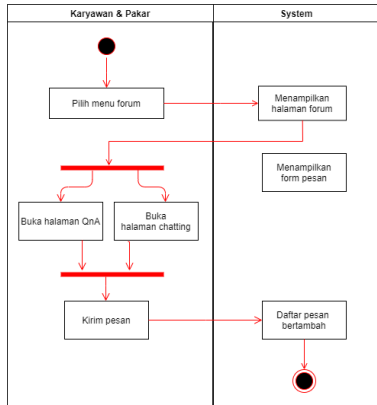 Karyawan & Pakar
System
Pilih menu forum
Menampilkan
halaman forum
Menampilkan
form pesan
Buka halaman QnA
Buka
halaman chatting
Kirim pesan
Daftar pesan
bertambah